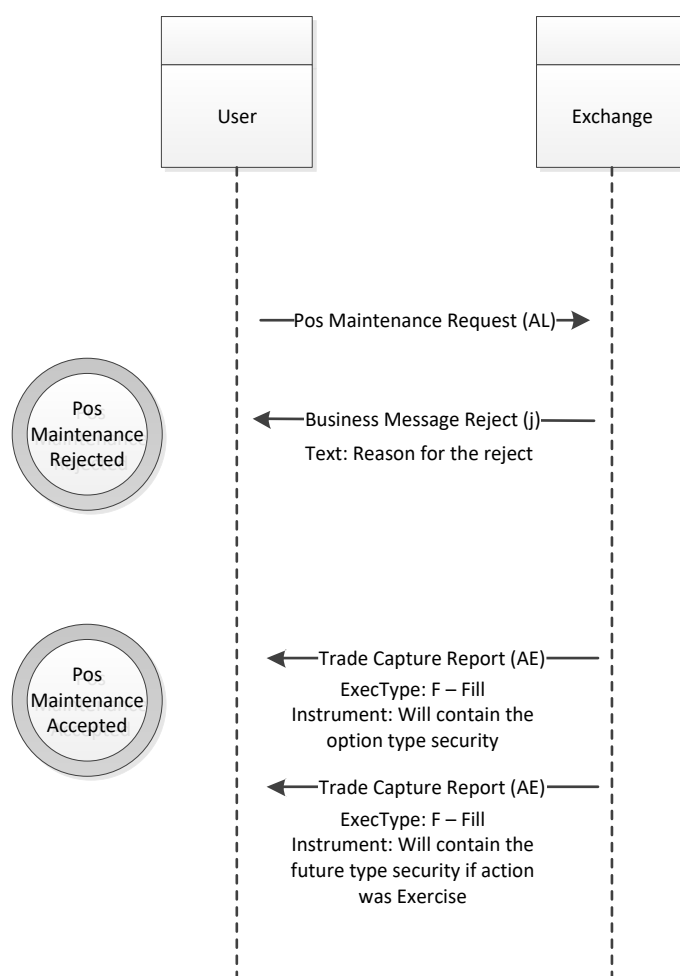 User
Exchange
Pos Maintenance Request (AL)
Pos
Maintenance
Rejected
Business Message Reject (j)
Text: Reason for the reject
Pos
Maintenance
Accepted
Trade Capture Report (AE)
ExecType: F – Fill
Instrument: Will contain the
option type security
Trade Capture Report (AE)
ExecType: F – Fill
Instrument: Will contain the
future type security if action
was Exercise